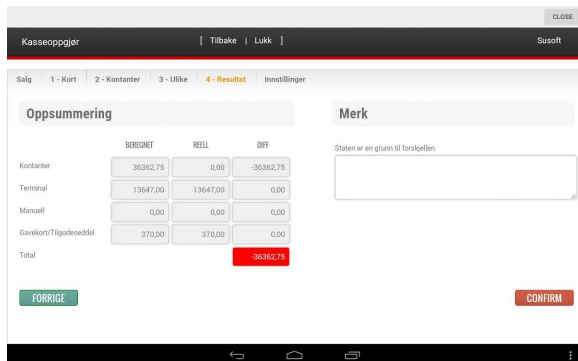 CLOSE
Kasseoppgjør [ Tilbake | Lukk ] Susoft
Salg 1 - Kort 2 - Kontanter 3 - Ulike 4 - Resultat Innstillinger
Oppsummering
BEREGNET REELL DIFF
Kontanter 36362,75 0,00 -36362,75
Terminal 13647,00 13647,00 0,00
Manuell 0,00 0,00 0,00
Gavekort/Tilgodeseddel 370,00 370,00 0,00
Total -36362,75
FORRIGE
Merk
Staten er en grunn til forskjellen
CONFIRM